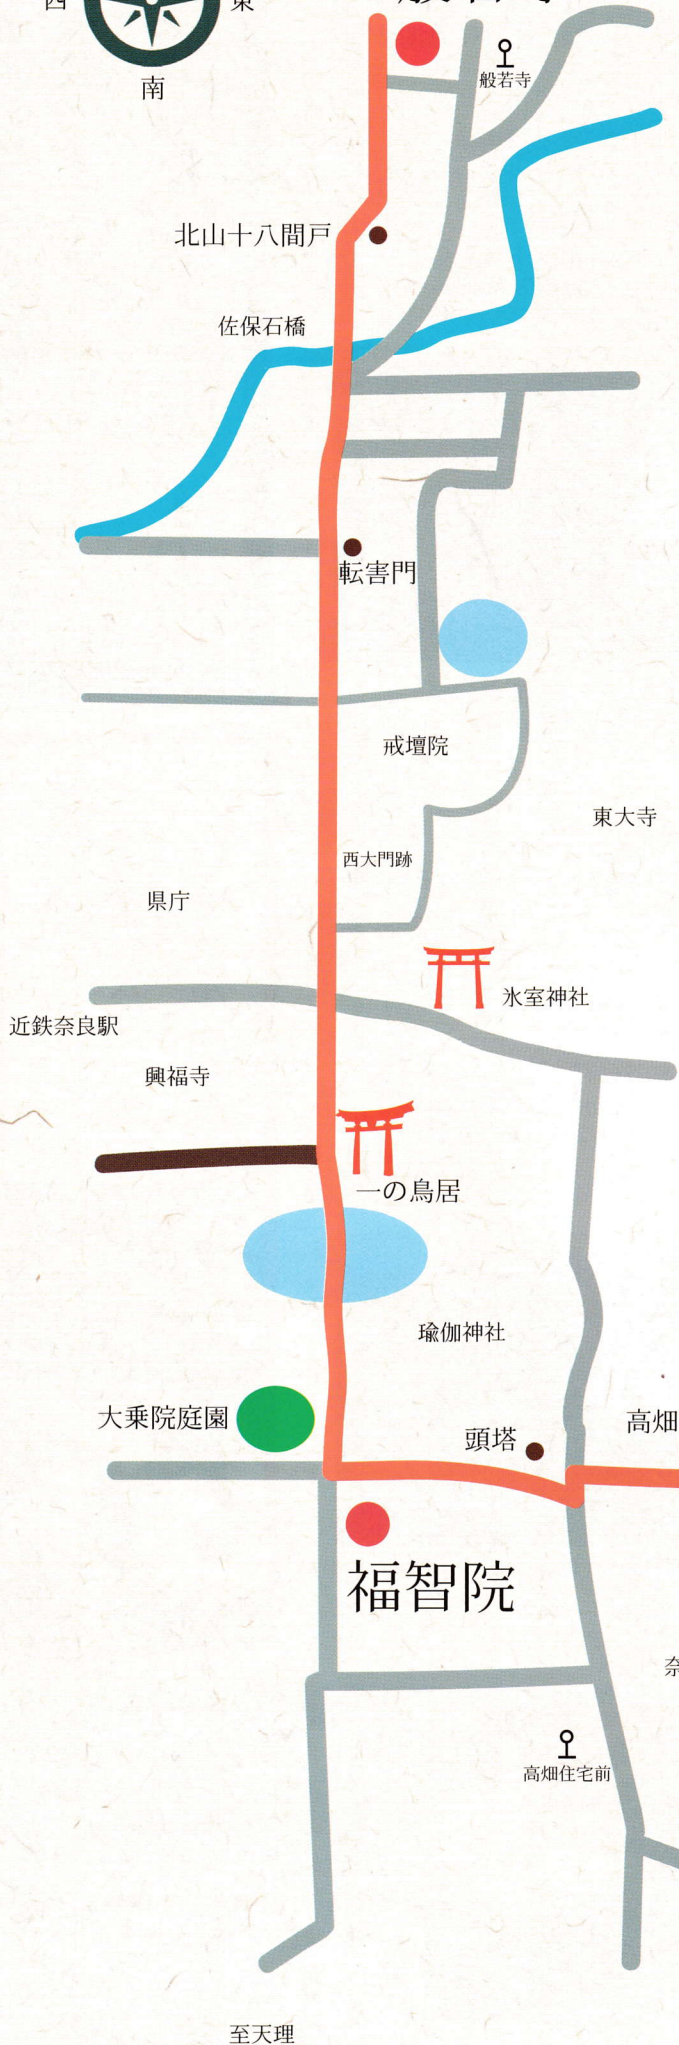 西
東
南
般若寺
北山十八間戸
佐保石橋
転害門
戒壇院
東大寺
西大門跡
県庁
氷室神社
近鉄奈良駅
興福寺
一の鳥居
瑜伽神社
大乗院庭園
高畑
頭塔
福智院
高畑住宅前
至天理